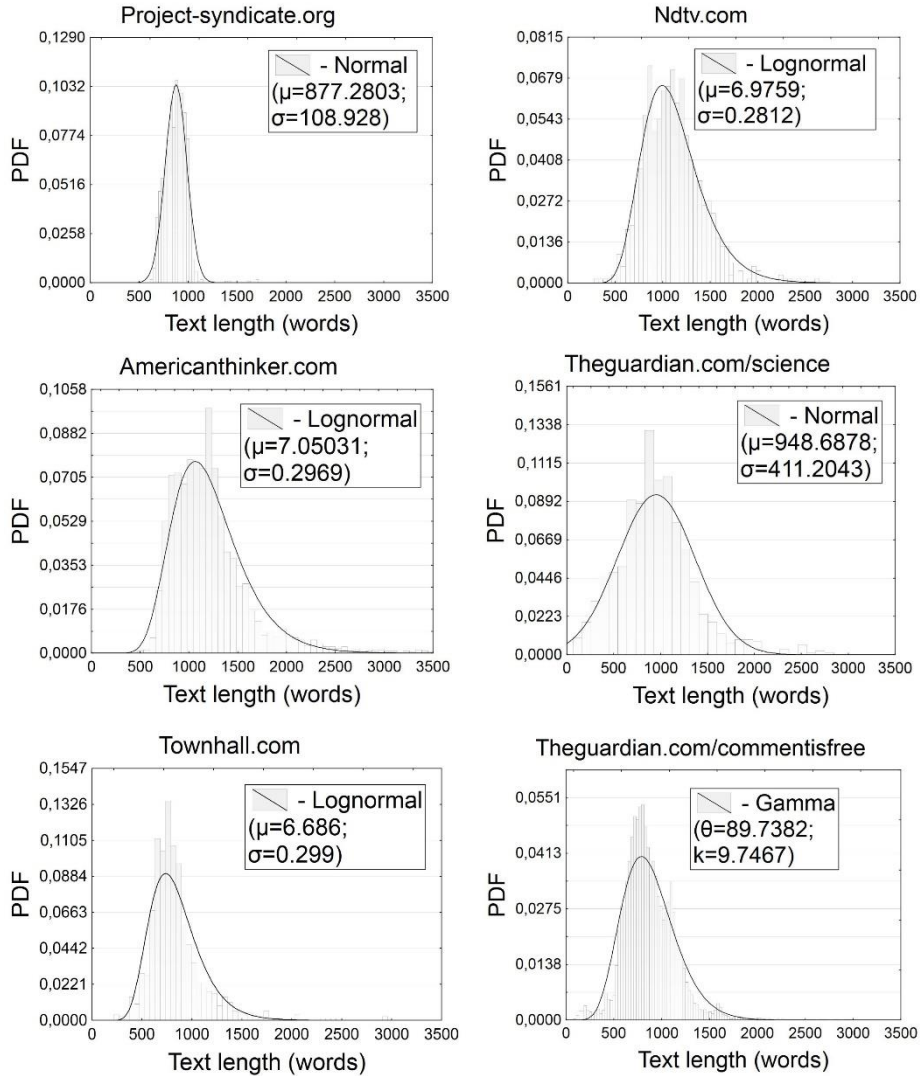 Project-syndicate.org
0,1290
0,1032
0,0774
0,0516
0,0258
0,0000
PDF
- Normal
(μ=877.2803;
σ=108.928)
0 500 1000 1500 2000 2500 3000 3500
Text length (words)
Ndtv.com
0,0815
0,0679
0,0543
0,0408
0,0272
0,0136
0,0000
PDF
- Lognormal
(μ=6.9759;
σ=0.2812)
0 500 1000 1500 2000 2500 3000 3500
Text length (words)
Americanthinker.com
0,1058
0,0882
0,0705
0,0529
0,0353
0,0176
0,0000
PDF
- Lognormal
(μ=7.05031;
σ=0.2969)
0 500 1000 1500 2000 2500 3000 3500
Text length (words)
Theguardian.com/science
0,1561
0,1338
0,1115
0,0892
0,0669
0,0446
0,0223
0,0000
PDF
- Normal
(μ=948.6878;
σ=411.2043)
0 500 1000 1500 2000 2500 3000 3500
Text length (words)
Townhall.com
0,1547
0,1326
0,1105
0,0884
0,0663
0,0442
0,0221
0,0000
PDF
- Lognormal
(μ=6.686;
σ=0.299)
0 500 1000 1500 2000 2500 3000 3500
Text length (words)
Theguardian.com/commentisfree
0,0551
0,0413
0,0275
0,0138
0,0000
PDF
- Gamma
(θ=89.7382;
k=9.7467)
0 500 1000 1500 2000 2500 3000 3500
Text length (words)